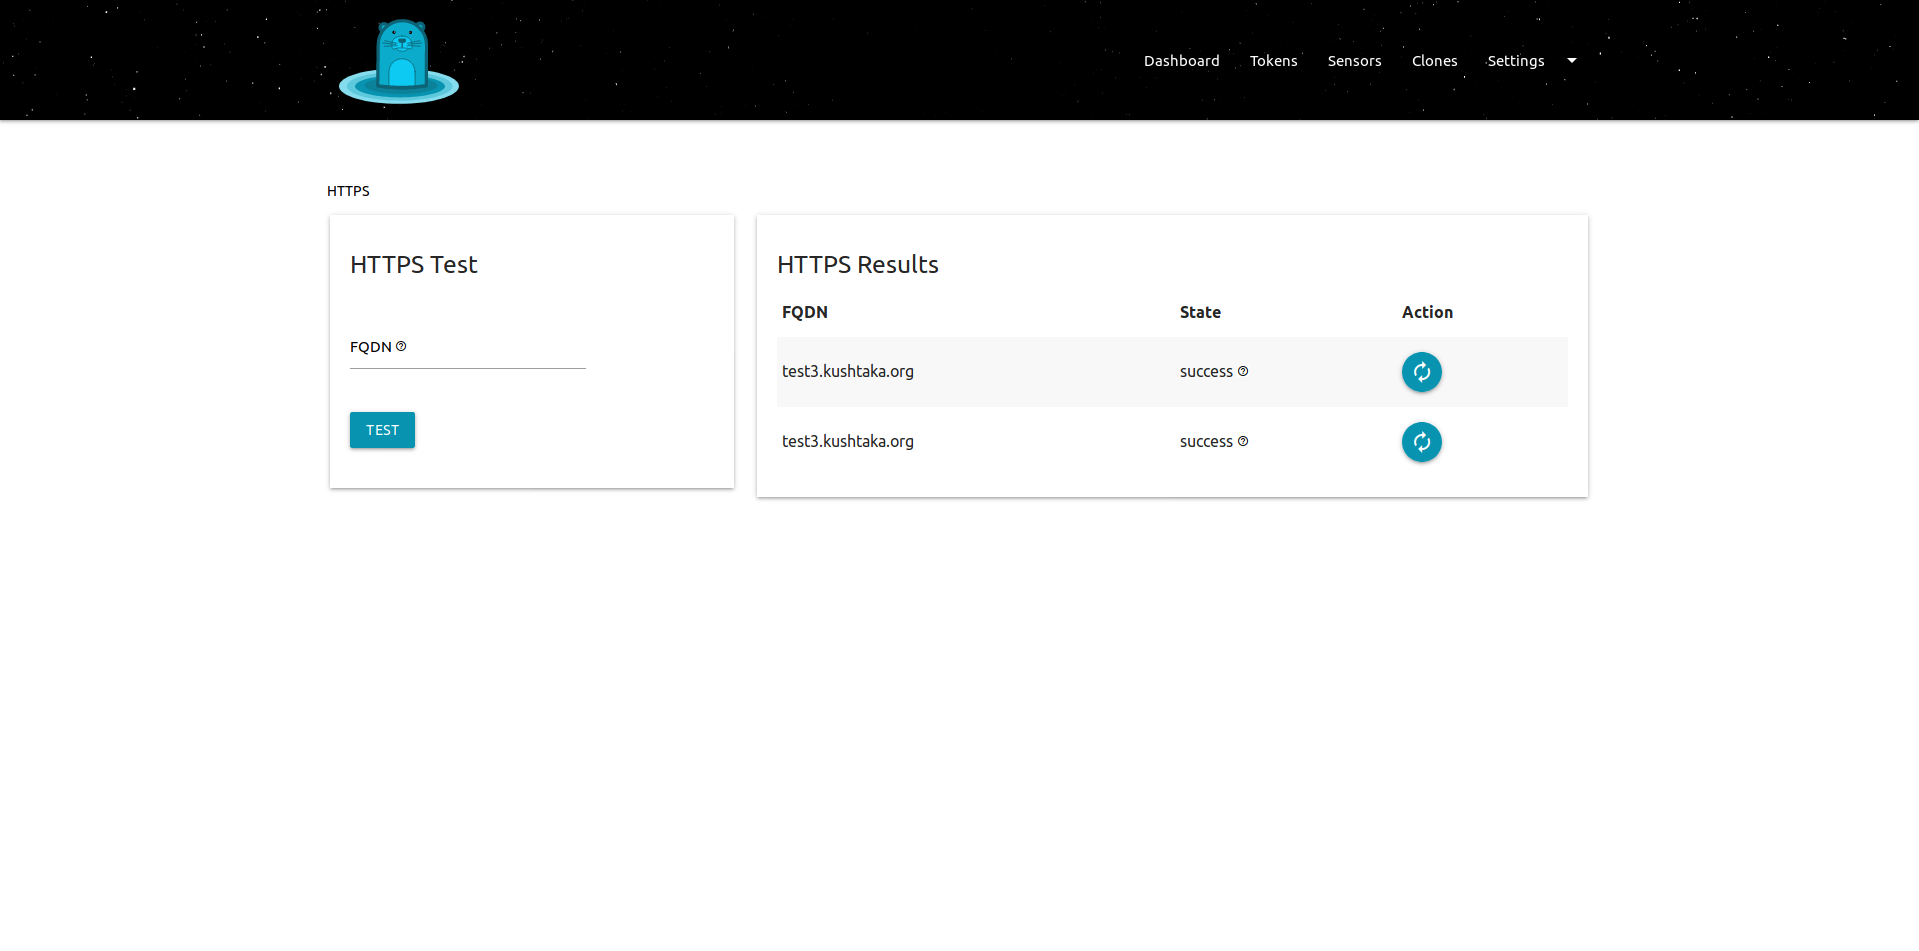 Dashboard Tokens Sensors Clones Settings
HTTPS
HTTPS Test
FQDN
TEST
HTTPS Results
FQDN State Action
test3.kushtaka.org success
test3.kushtaka.org success